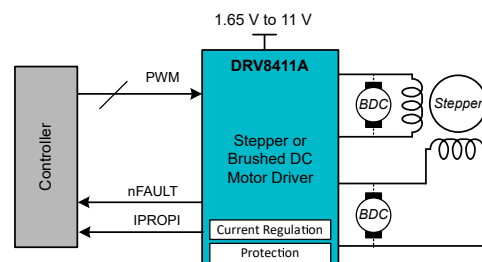 1.65 V to 11 V
DRV8411A
PWM
BDC
Stepper
Controller
Stepper or
Brushed DC
Motor Driver
nFAULT
BDC
IPROPI
Current Regulation
Protection